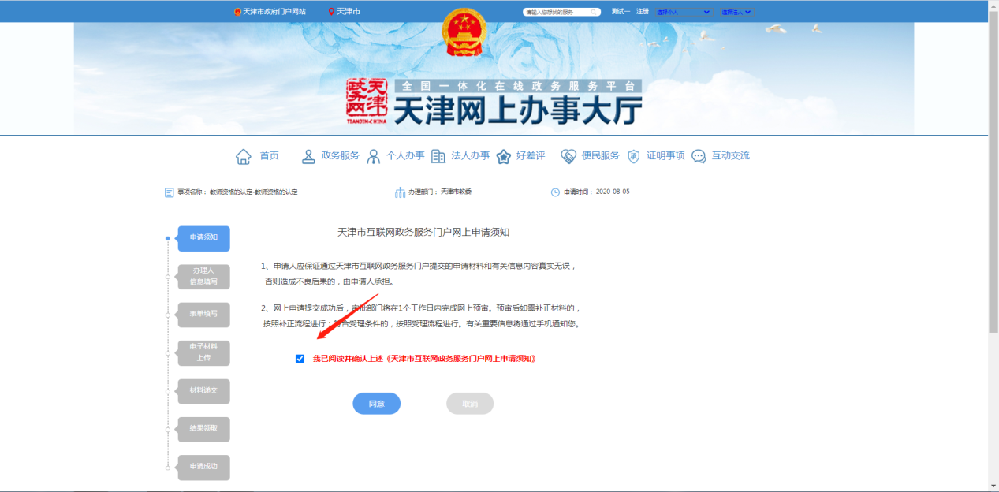 天津市政府门户网站
天津市
请输入您想找的服务
测试一
注册
选择个人
选择法人
天津
政务网
TIANJIN·CHINA
全国一体化在线政务服务平台
天津网上办事大厅
首页
政务服务
个人办事
法人办事
好差评
便民服务
承
证明事项
互动交流
事项名称： 教师资格的认定-教师资格的认定
办理部门： 天津市教委
申请时间： 2020-08-05
申请须知
办理人
信息填写
表单填写
电子材料
上传
材料递交
结果领取
申请成功
天津市互联网政务服务门户网上申请须知
1、申请人应保证通过天津市互联网政务服务门户提交的申请材料和有关信息内容真实无误，
否则造成不良后果的，由申请人承担。
2、网上申请提交成功后，审批部门将在1个工作日内完成网上预审。预审后如需补正材料的，
按照补正流程进行；符合受理条件的，按照受理流程进行。有关重要信息将通过手机通知您。
我已阅读并确认上述《天津市互联网政务服务门户网上申请须知》
同意
取消